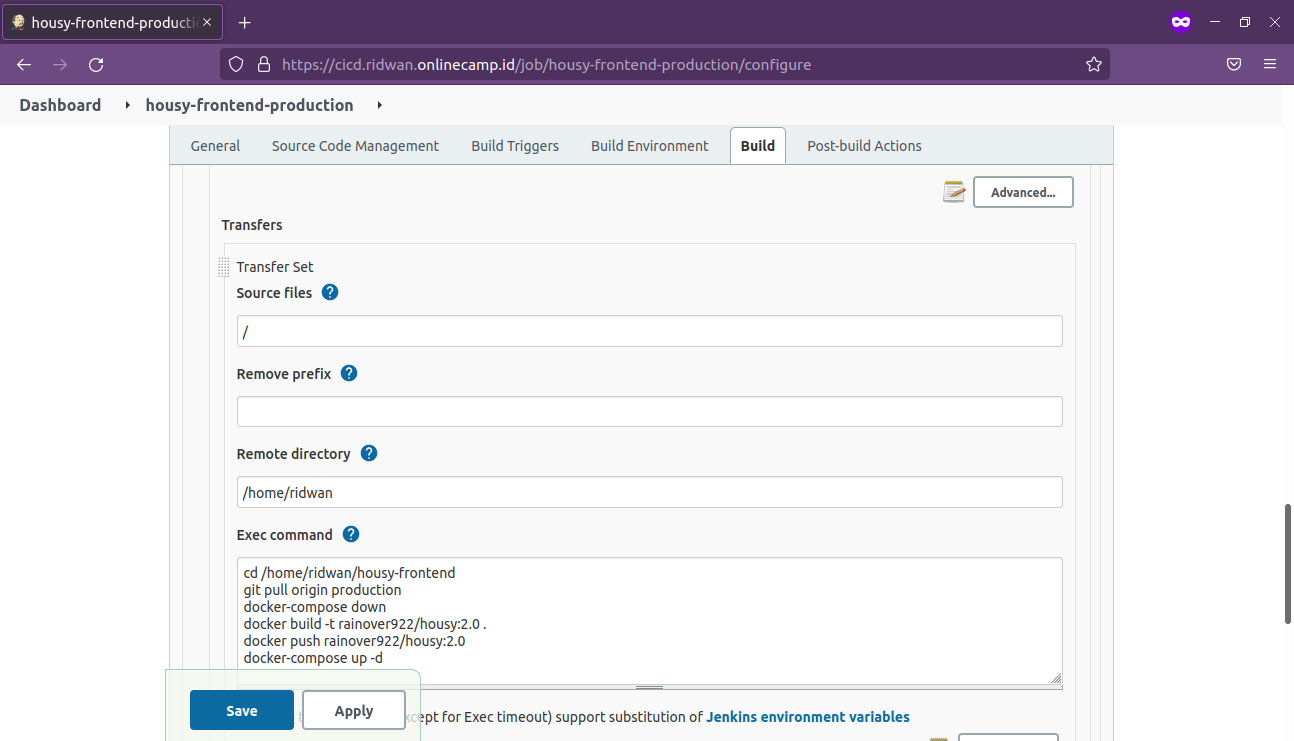 housy-frontend-producti
https://cicd.ridwan.onlinecamp.id/job/housy-frontend-production/configure
Dashboard housy-frontend-production
General Source Code Management Build Triggers Build Environment Build Post-build Actions
Advanced...
Transfers
Transfer Set
Source files ?
/
Remove prefix ?
Remote directory ?
/home/ridwan
Exec command ?
cd /home/ridwan/housy-frontend
git pull origin production
docker-compose down
docker build -t rainover922/housy:2.0 .
docker push rainover922/housy:2.0
docker-compose up -d
Save Apply
cept for Exec timeout) support substitution of Jenkins environment variables